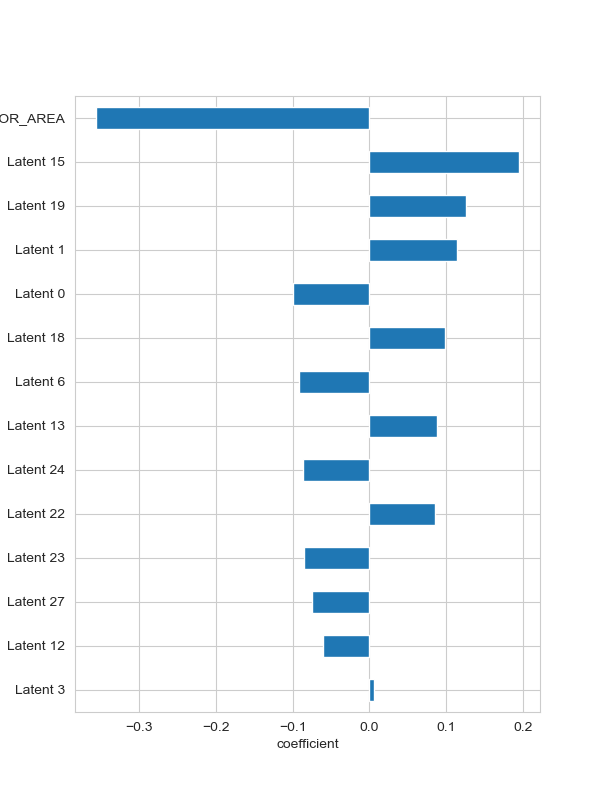 OR_AREA
Latent 15
Latent 19
Latent 1
Latent 0
Latent 18
Latent 6
Latent 13
Latent 24
Latent 22
Latent 23
Latent 27
Latent 12
Latent 3
−0.3 −0.2 −0.1 0.0 0.1 0.2
coefficient